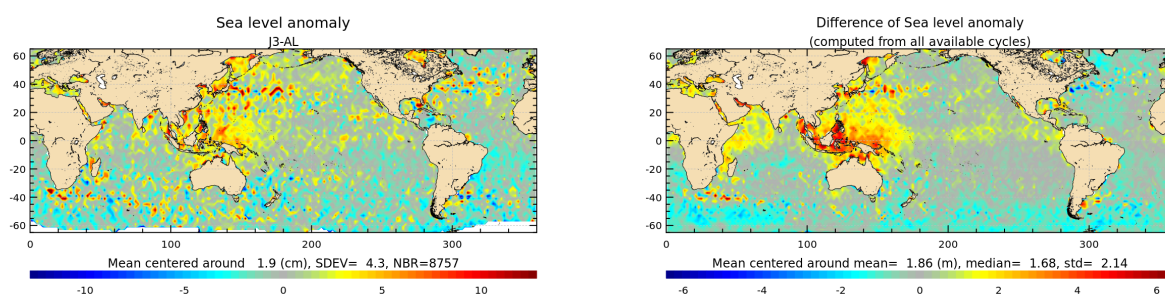 Sea level anomaly
J3-AL
60
40
20
0
-20
-40
-60
0 100 200 300
Mean centered around 1.9 (cm), SDEV= 4.3, NBR=8757
-10 -5 0 5 10
Difference of Sea level anomaly
(computed from all available cycles)
60
40
20
0
-20
-40
-60
0 100 200 300
Mean centered around mean= 1.86 (m), median= 1.68, std= 2.14
-6 -4 -2 0 2 4 6